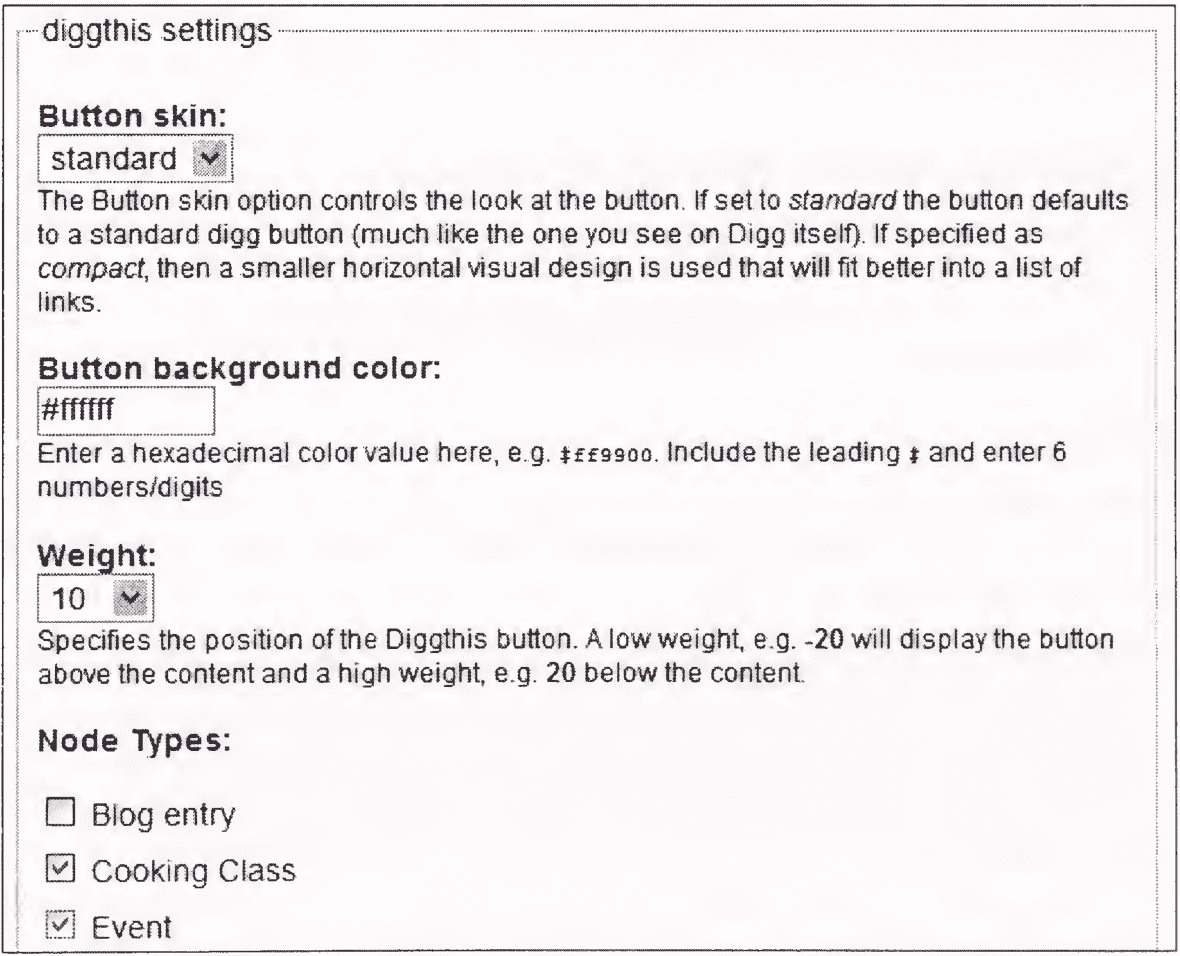 diggthis settings
Button skin:
standard
The Button skin option controls the look at the button. If set to standard the button defaults
to a standard digg button (much like the one you see on Digg itself). If specified as
compact, then a smaller horizontal visual design is used that will fit better into a list of
links.
Button background color:
#ffffff
Enter a hexadecimal color value here, e.g. #ff9900. Include the leading # and enter 6
numbers/digits
Weight:
10
Specifies the position of the Diggthis button. A low weight, e.g. -20 will display the button
above the content and a high weight, e.g. 20 below the content.
Node Types:
Blog entry
Cooking Class
Event